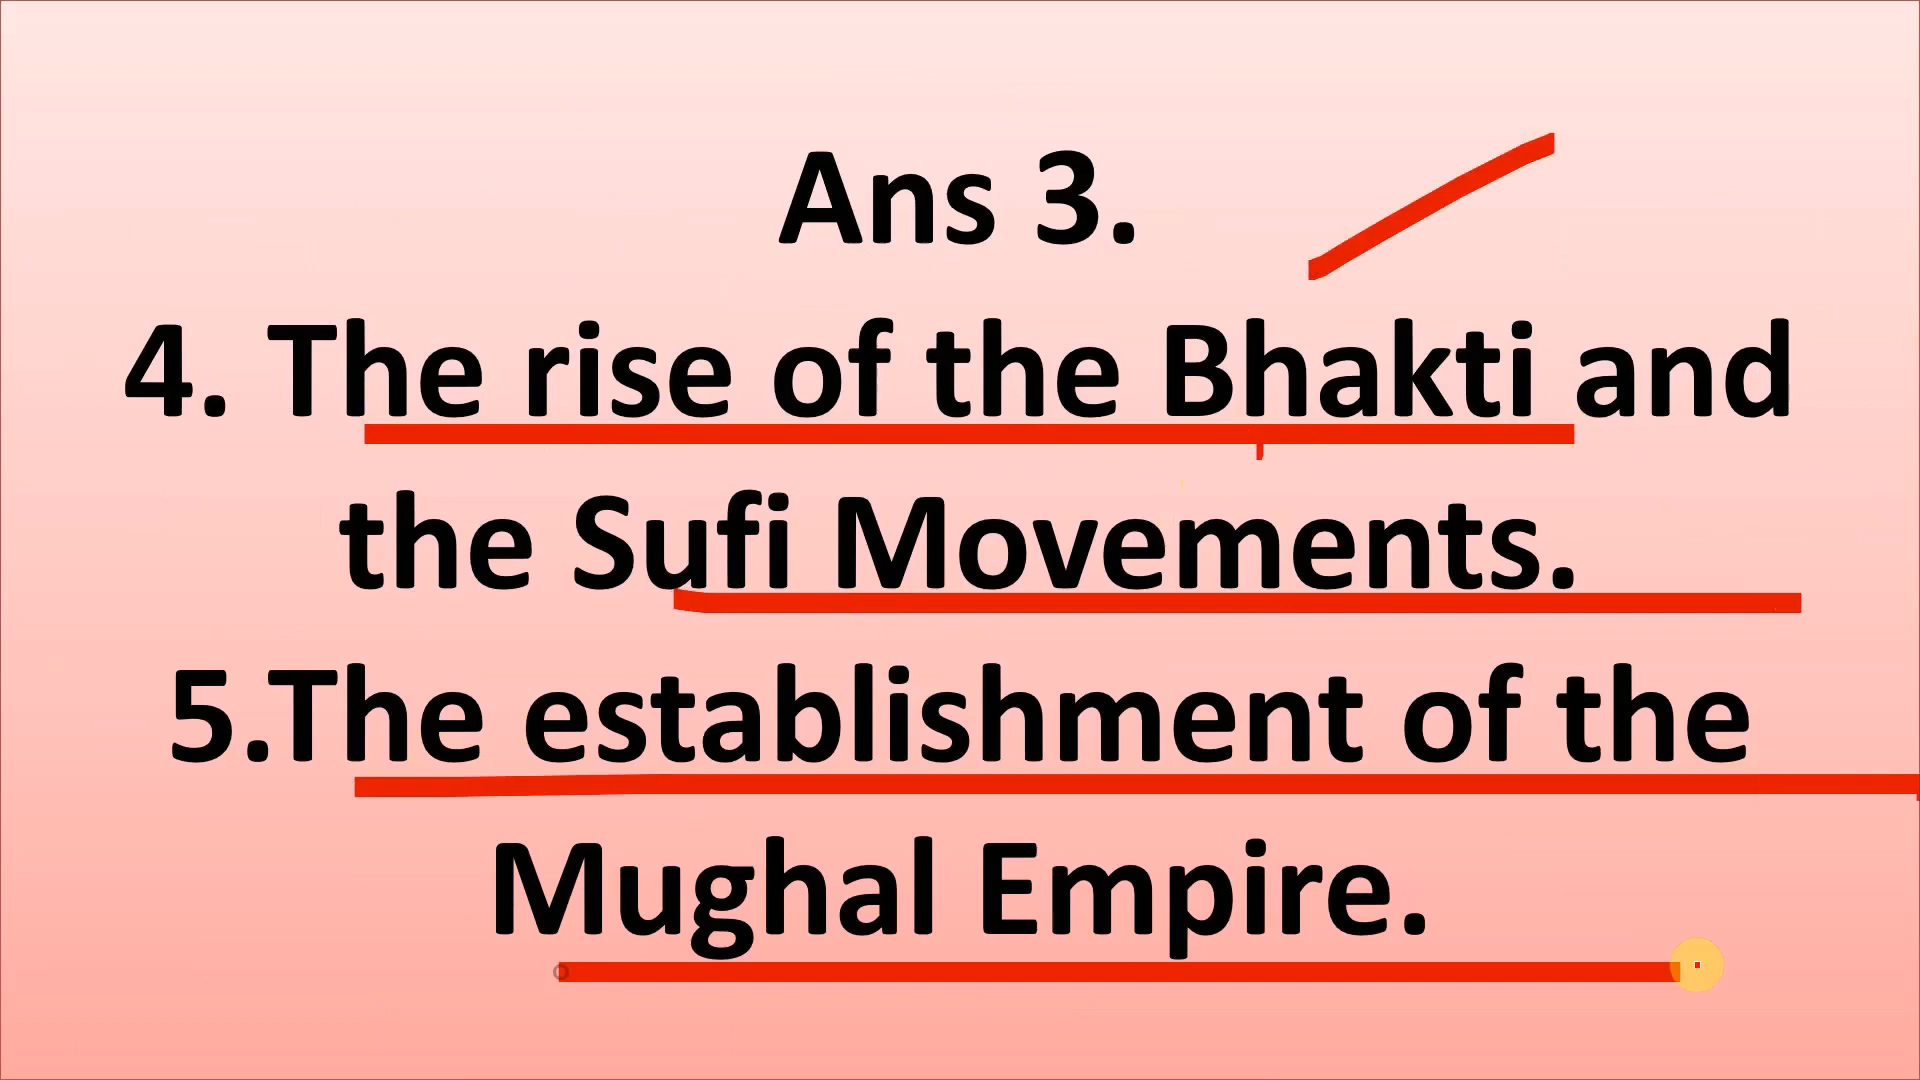 Ans 3.
4. The rise of the Bhakti and
the Sufi Movements.
5.The establishment of the
Mughal Empire.